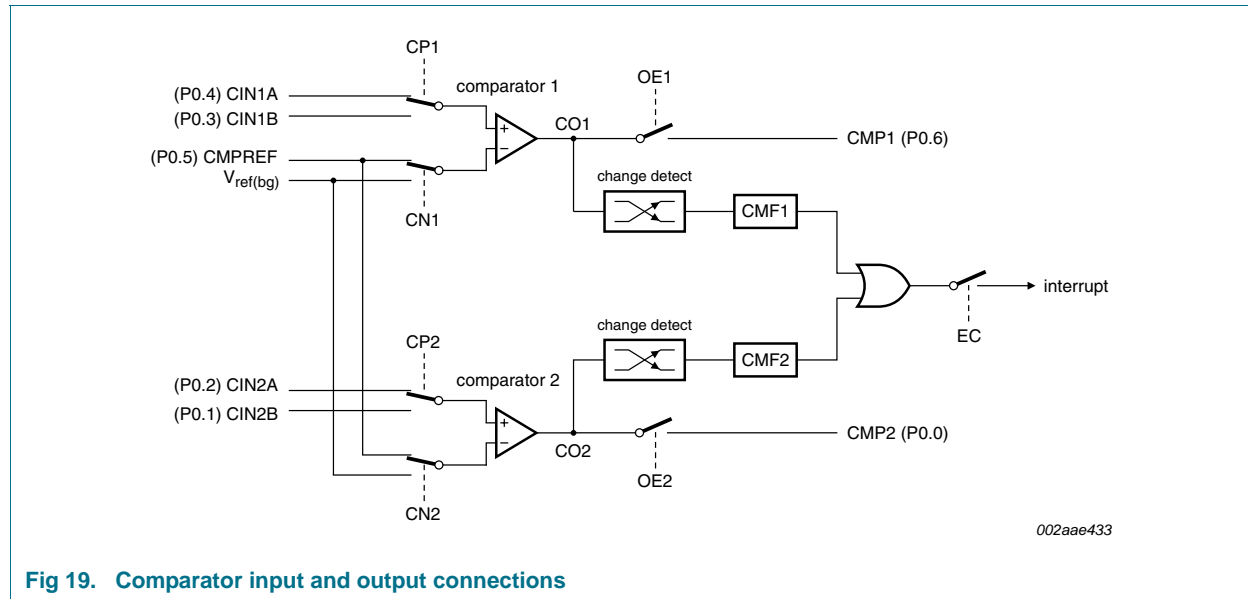 CP1
comparator 1
OE1
(P0.4) CIN1A
(P0.3) CIN1B
CO1
CMP1 (P0.6)
(P0.5) CMPREF
Vref(bg)
change detect
CMF1
CN1
interrupt
EC
change detect
CMF2
CP2
comparator 2
(P0.2) CIN2A
(P0.1) CIN2B
CO2
CMP2 (P0.0)
OE2
CN2
002aae433
Fig 19. Comparator input and output connections